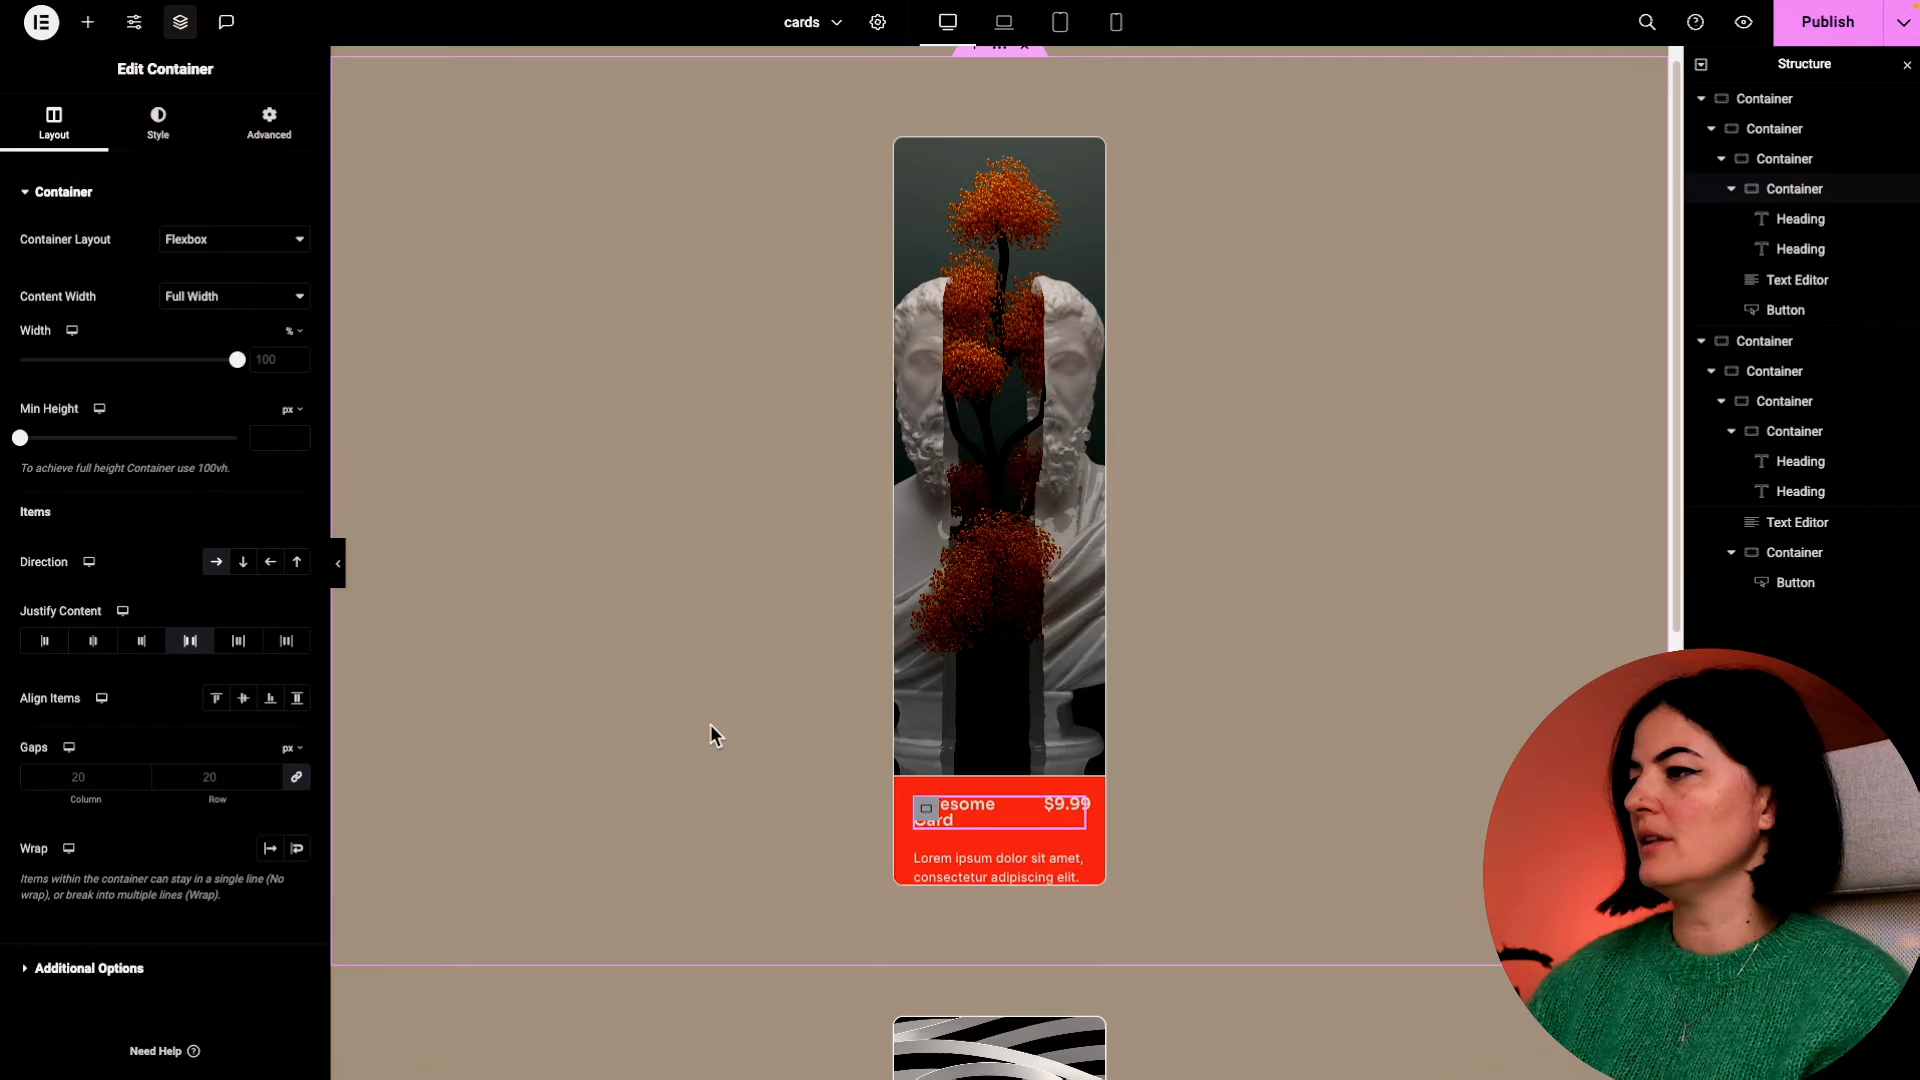 cards
Publish
Edit Container
Structure
Layout
Style
Advanced
Container
Container Layout
Flexbox
Content Width
Full Width
Width
%
100
Min Height
px
To achieve full height Container use 100vh.
Items
Direction
Justify Content
Align Items
Gaps
px
20
20
Column
Row
Wrap
Items within the container can stay in a single line (No
wrap), or break into multiple lines (Wrap).
Additional Options
Need Help
esome
Card
$9.99
Lorem ipsum dolor sit amet,
consectetur adipiscing elit.
Container
Container
Container
Container
Heading
Heading
Text Editor
Button
Container
Container
Container
Container
Heading
Heading
Text Editor
Container
Button